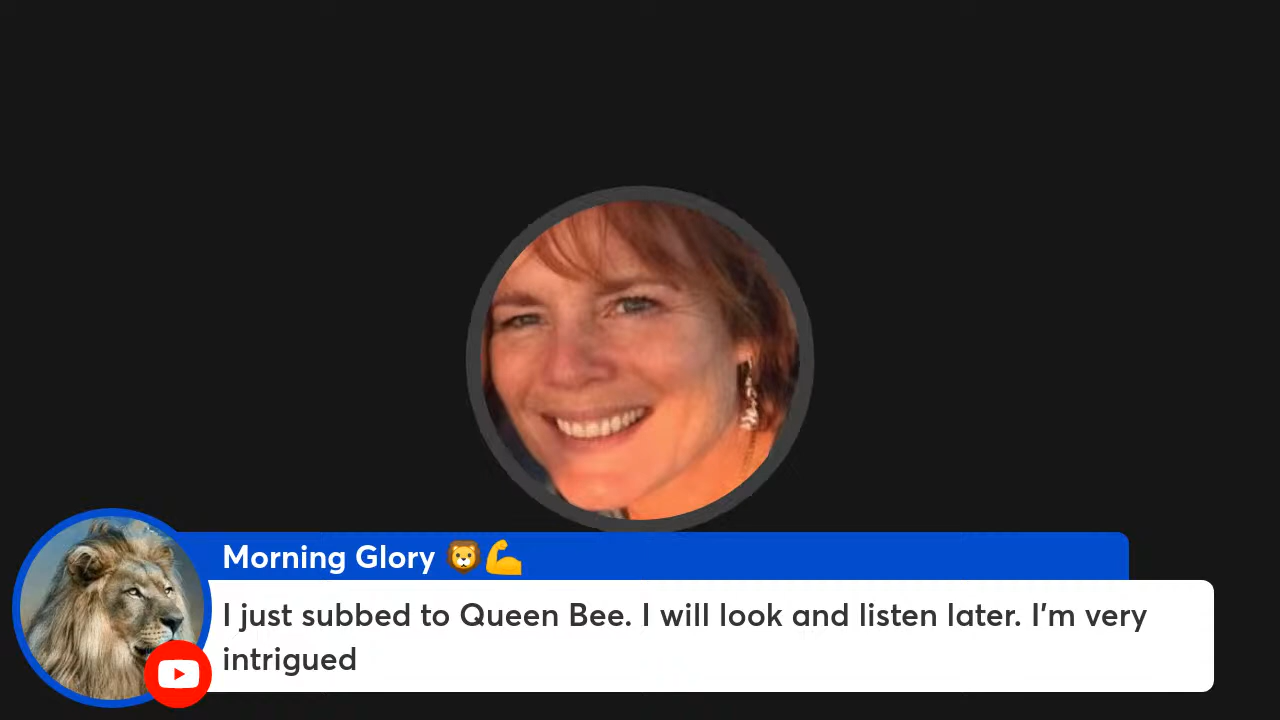 Morning Glory 🦁💪
I just subbed to Queen Bee. I will look and listen later. I'm very
intrigued